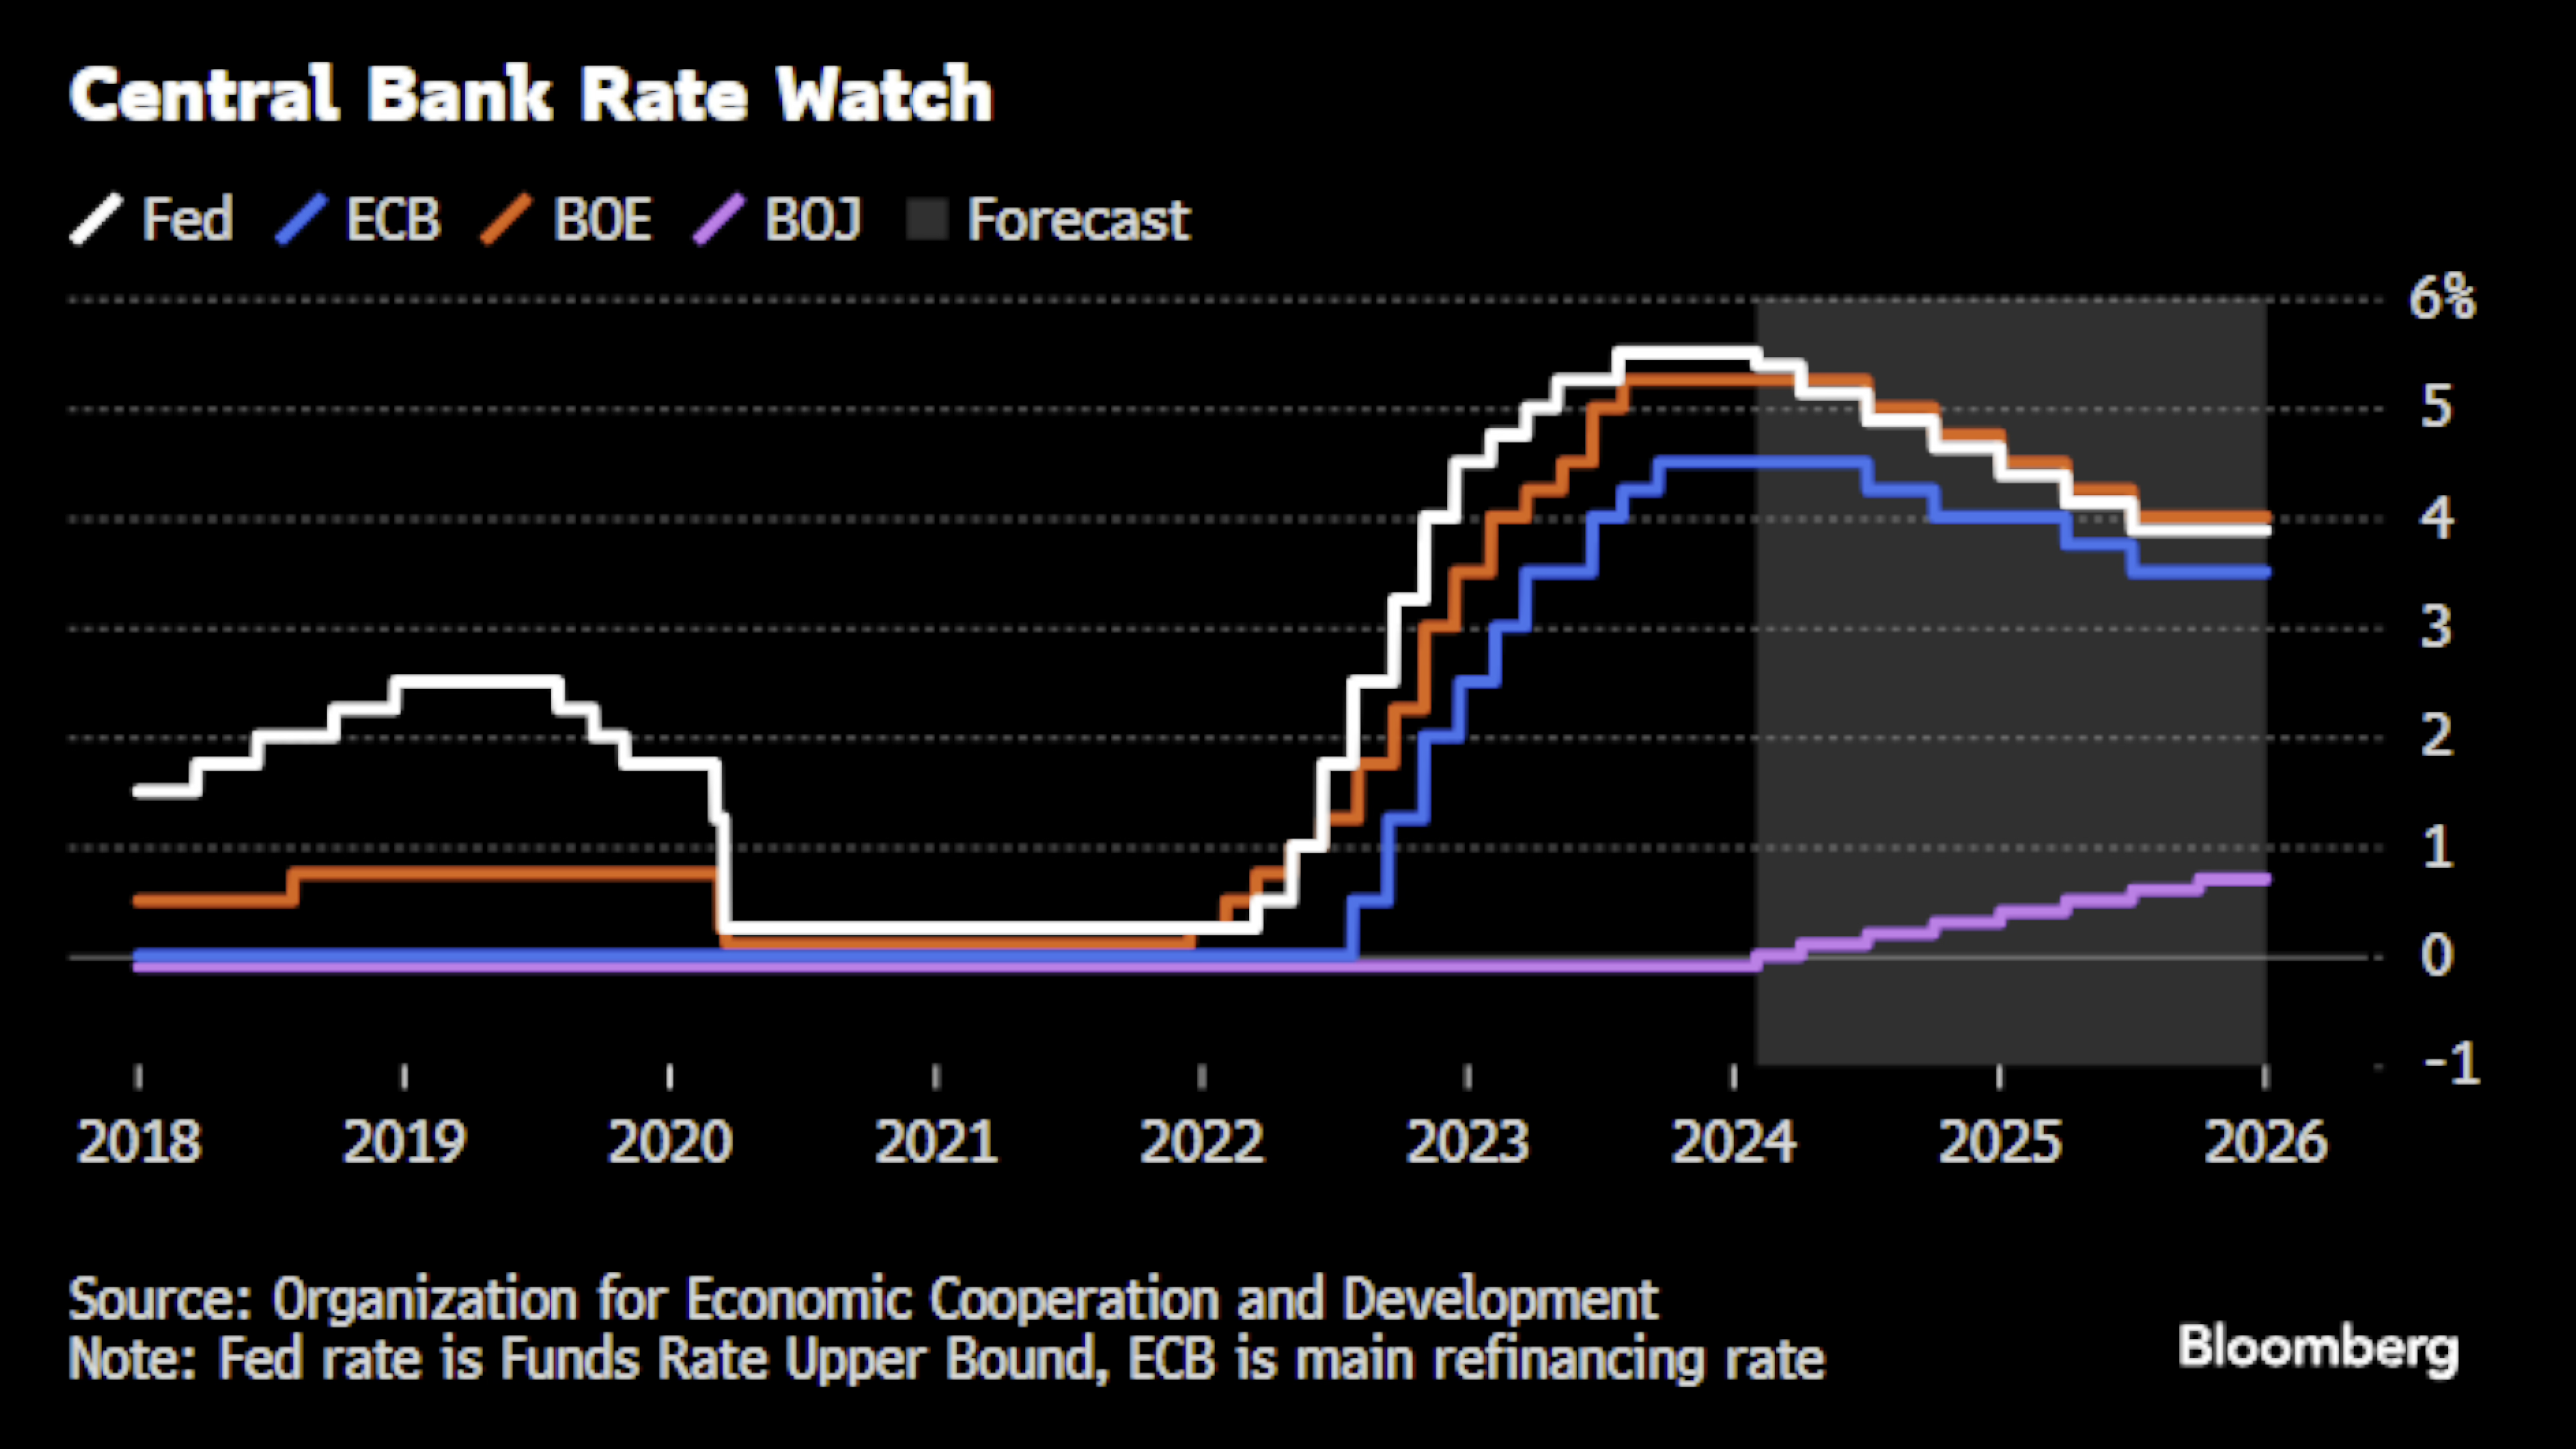 Central Bank Rate Watch
Fed ECB BOE BOJ Forecast
6%
5
4
3
2
1
0
-1
2018 2019 2020 2021 2022 2023 2024 2025 2026
Source: Organization for Economic Cooperation and Development
Note: Fed rate is Funds Rate Upper Bound, ECB is main refinancing rate
Bloomberg